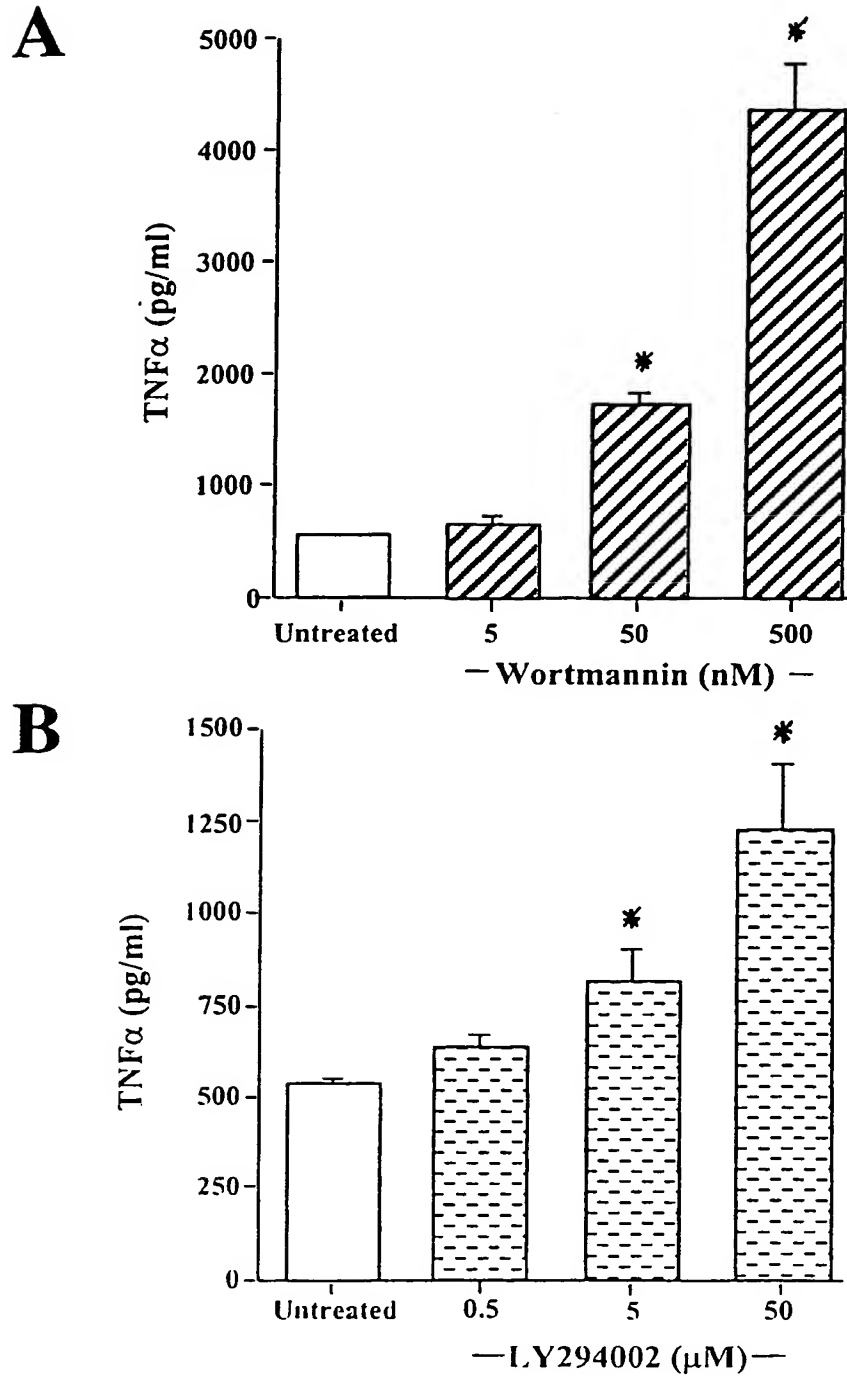 A
5000
4000
3000
2000
1000
0
TNFα (pg/ml)
*
*
Untreated 5 50 500
— Wortmannin (nM) —
B
1500
1250
1000
750
500
250
0
TNFα (pg/ml)
*
*
Untreated 0.5 5 50
—LY294002 (μM)—